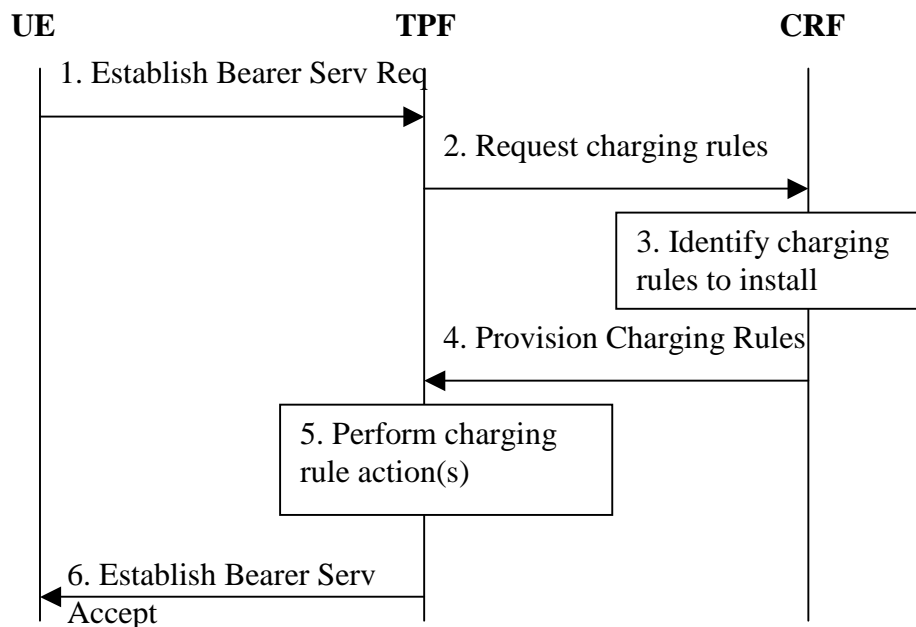 UE TPF CRF
1. Establish Bearer Serv Req
2. Request charging rules
3. Identify charging
rules to install
4. Provision Charging Rules
5. Perform charging
rule action(s)
6. Establish Bearer Serv
Accept